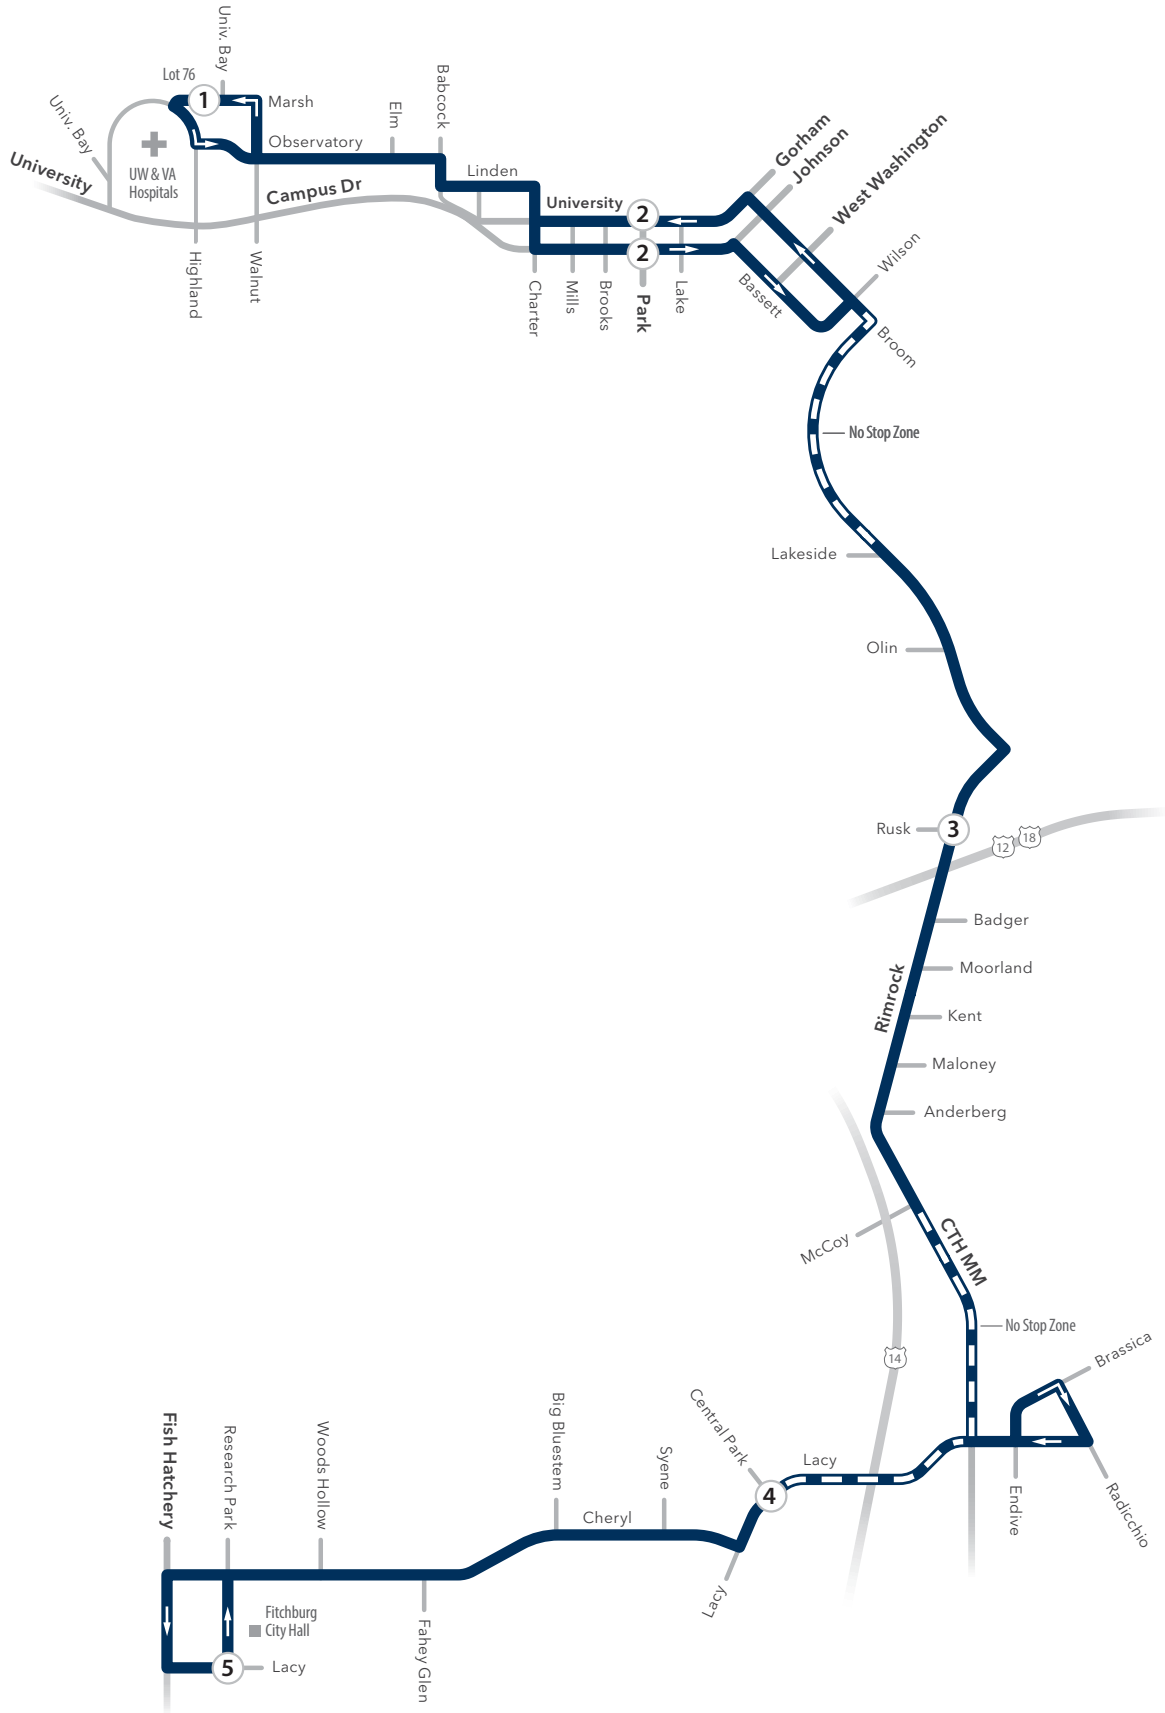 Univ. Bay
Lot 76
1
Marsh
Babcock
Elm
Univ. Bay
University
UW & VA
Hospitals
Observatory
Linden
Campus Dr
University
2
2
Gorham
Johnson
West Washington
Wilson
Bassett
Broom
Highland
Walnut
Charter
Mills
Brooks
Park
Lake
No Stop Zone
Lakeside
Olin
Rusk
3
12
18
Badger
Moorland
Rimrock
Kent
Maloney
Anderberg
McCoy
CTH MM
No Stop Zone
14
Brassica
Central Park
Lacy
4
Endive
Radicchio
Fish Hatchery
Research Park
Woods Hollow
Big Bluestem
Syene
Cheryl
Lacy
Fahey Glen
Fitchburg
City Hall
5
Lacy